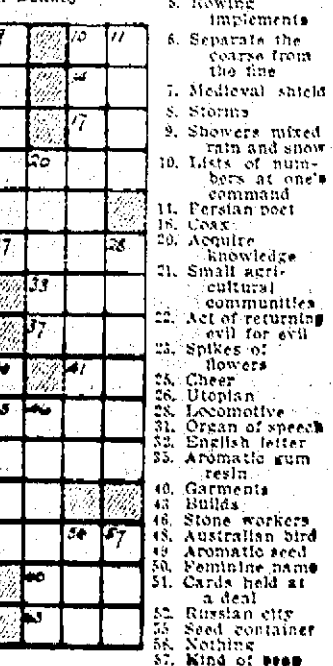 10 11
17
20
28
33
37
41
5. Rowing
implements
6. Separate the
coarse from
the fine
7. Medieval shield
8. Storms
9. Showers mixed
rain and snow
10. Lists of num-
bers at one's
command
11. Persian poet
16. Coax
20. Acquire
knowledge
21. Small agri-
cultural
communities
22. Act of returning
evil for evil
23. Spikes of
flowers
25. Cheer
26. Utopian
28. Locomotive
31. Organ of speech
32. English letter
35. Aromatic gum
resin
40. Garments
43 Builds
46. Stone workers
48. Australian bird
49 Aromatic seed
50. Feminine name
51. Cards held at
a deal
52. Russian city
55 Seed container
56. Nothing
57. Kind of